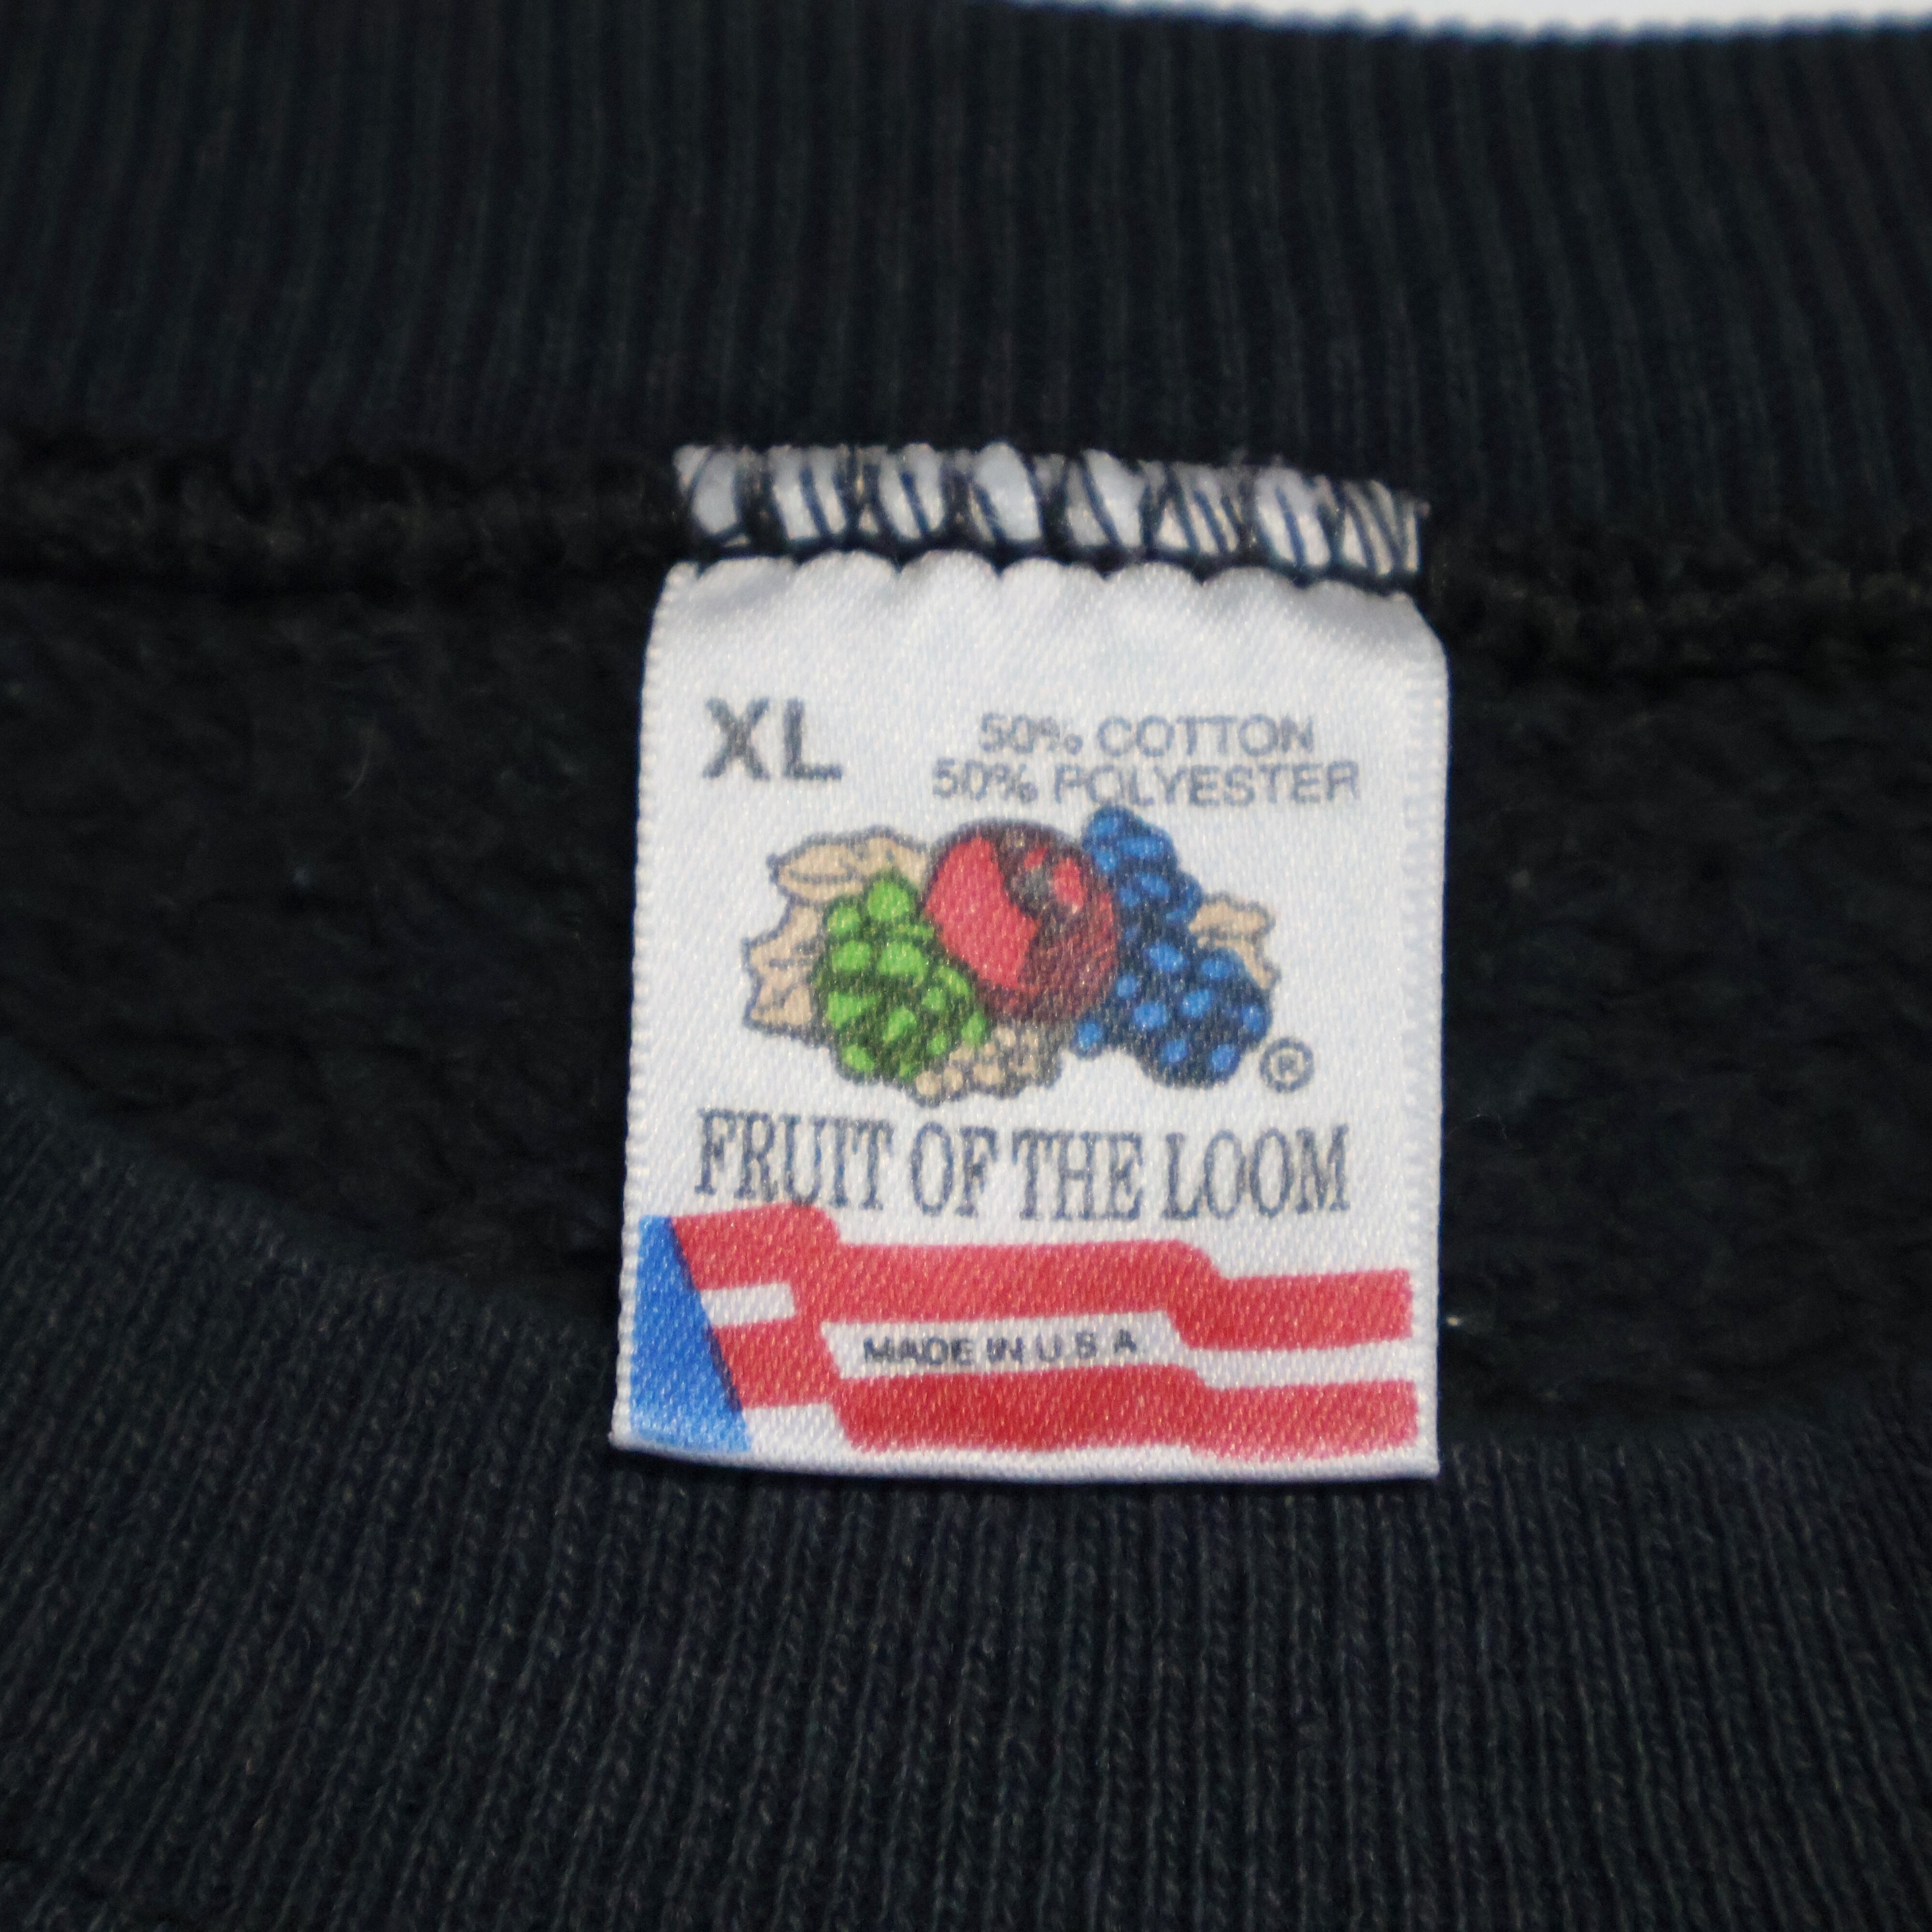 XL
50% COTTON
50% POLYESTER
®
FRUIT OF THE LOOM
MADE IN U.S.A